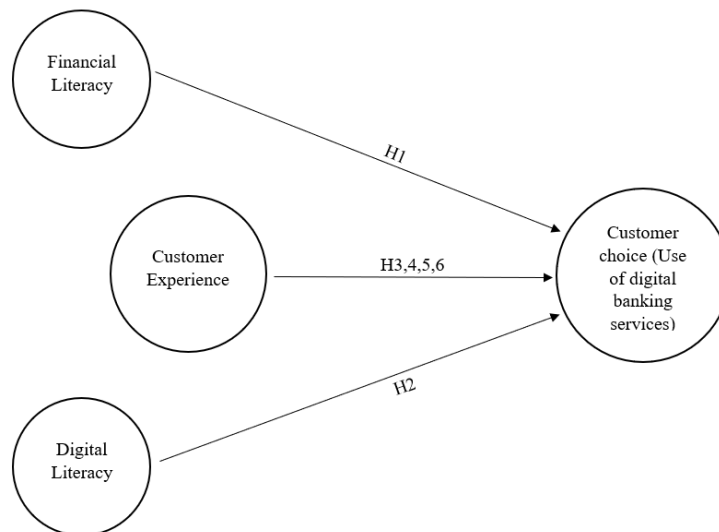 Financial
Literacy
H1
Customer
Experience
H3,4,5,6
Customer
choice (Use
of digital
banking
services)
H2
Digital
Literacy